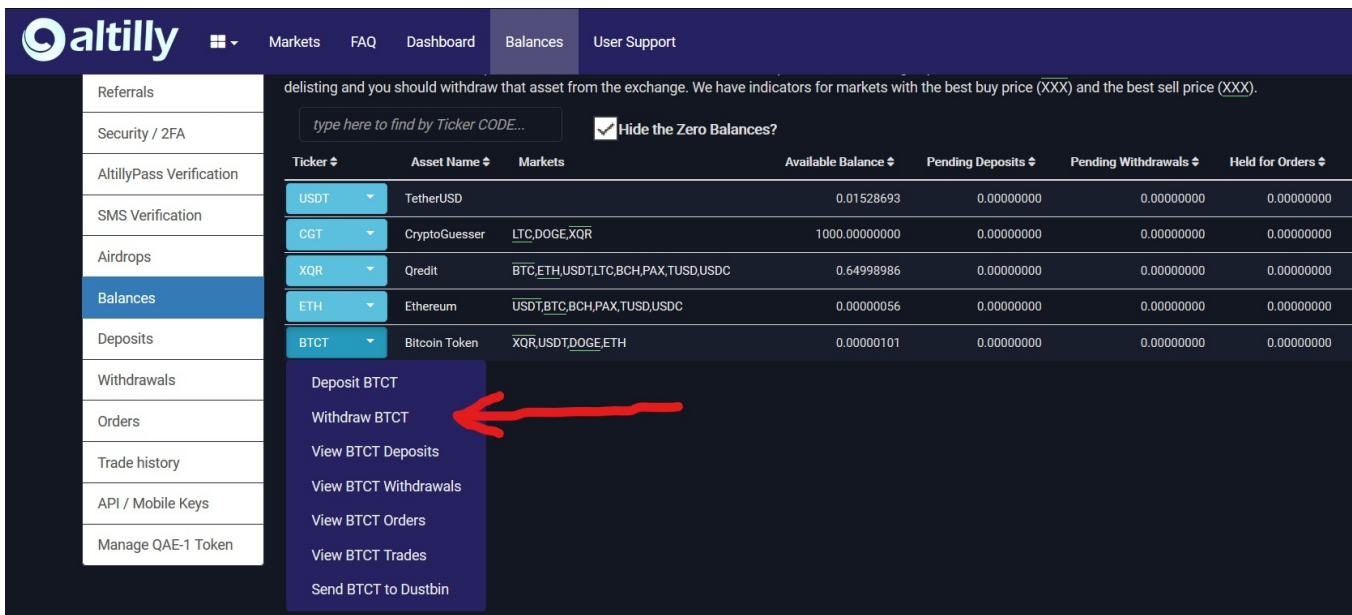 altilly Markets FAQ Dashboard Balances User Support
Referrals
Security / 2FA
AltillyPass Verification
SMS Verification
Airdrops
Balances
Deposits
Withdrawals
Orders
Trade history
API / Mobile Keys
Manage QAE-1 Token
delisting and you should withdraw that asset from the exchange. We have indicators for markets with the best buy price (XXX) and the best sell price (XXX).
type here to find by Ticker CODE... Hide the Zero Balances?
Ticker Asset Name Markets Available Balance Pending Deposits Pending Withdrawals Held for Orders
USDT TetherUSD 0.01528693 0.00000000 0.00000000 0.00000000
CGT CryptoGuesser LTC,DOGE,XQR 1000.00000000 0.00000000 0.00000000 0.00000000
XQR Qredit BTC,ETH,USDT,LTC,BCH,PAX,TUSD,USDC 0.64998986 0.00000000 0.00000000 0.00000000
ETH Ethereum USDT,BTC,BCH,PAX,TUSD,USDC 0.00000056 0.00000000 0.00000000 0.00000000
BTCT Bitcoin Token XQR,USDT,DOGE,ETH 0.00000101 0.00000000 0.00000000 0.00000000
Deposit BTCT
Withdraw BTCT
View BTCT Deposits
View BTCT Withdrawals
View BTCT Orders
View BTCT Trades
Send BTCT to Dustbin